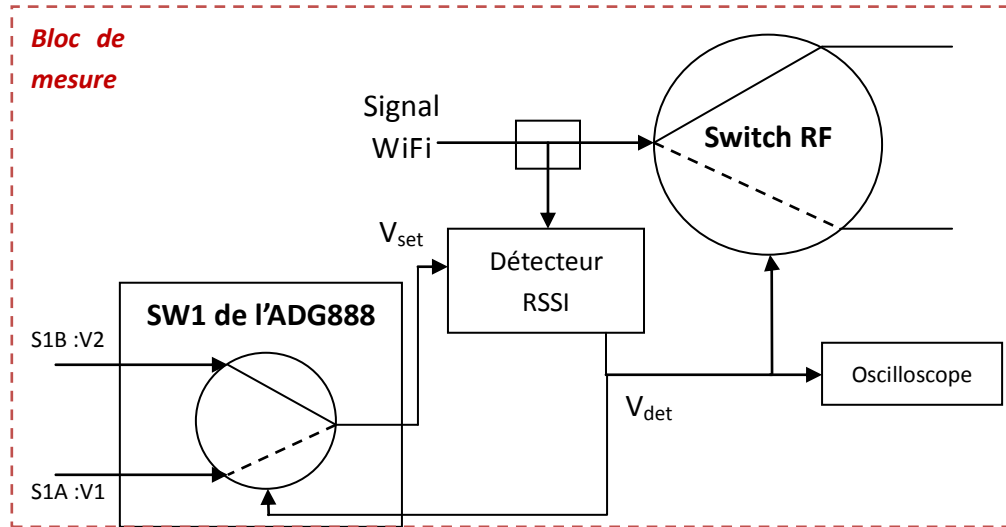 Bloc de
mesure
Signal
WiFi
Switch RF
Vset
Détecteur
RSSI
SW1 de l'ADG888
S1B :V2
Oscilloscope
Vdet
S1A :V1